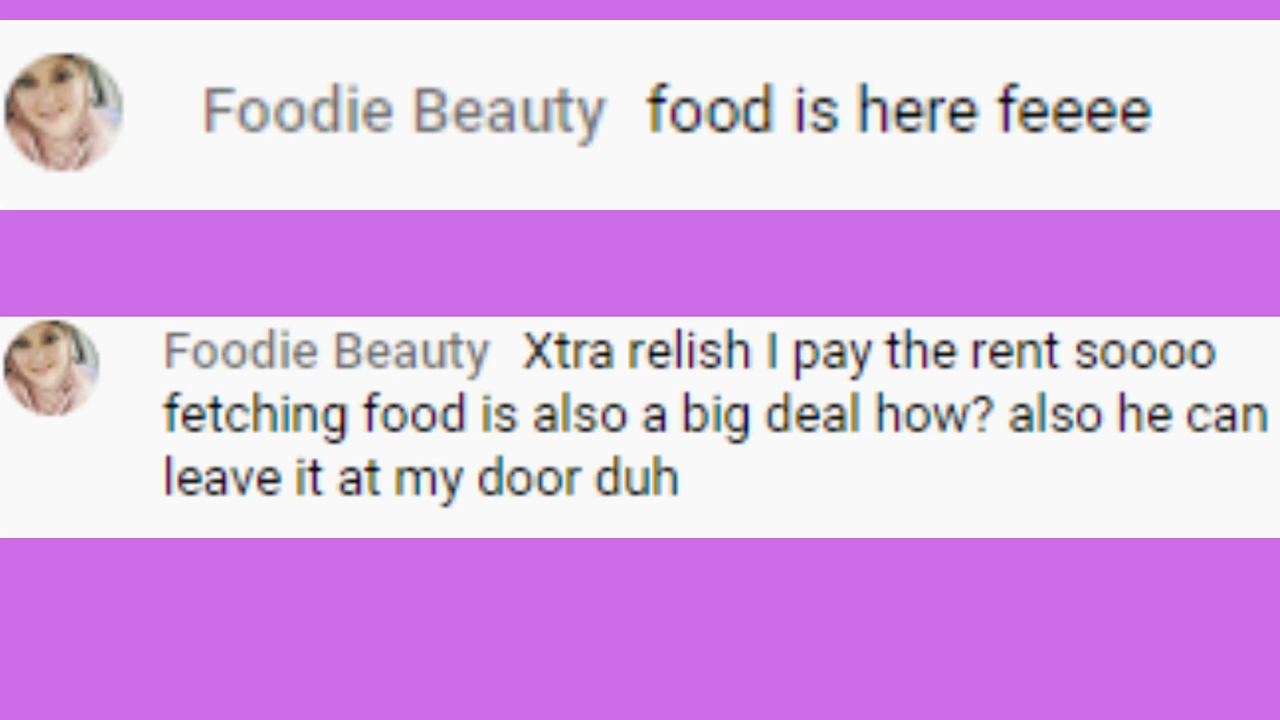 Foodie Beauty food is here feeee
Foodie Beauty Xtra relish I pay the rent soooo
fetching food is also a big deal how? also he can
leave it at my door duh